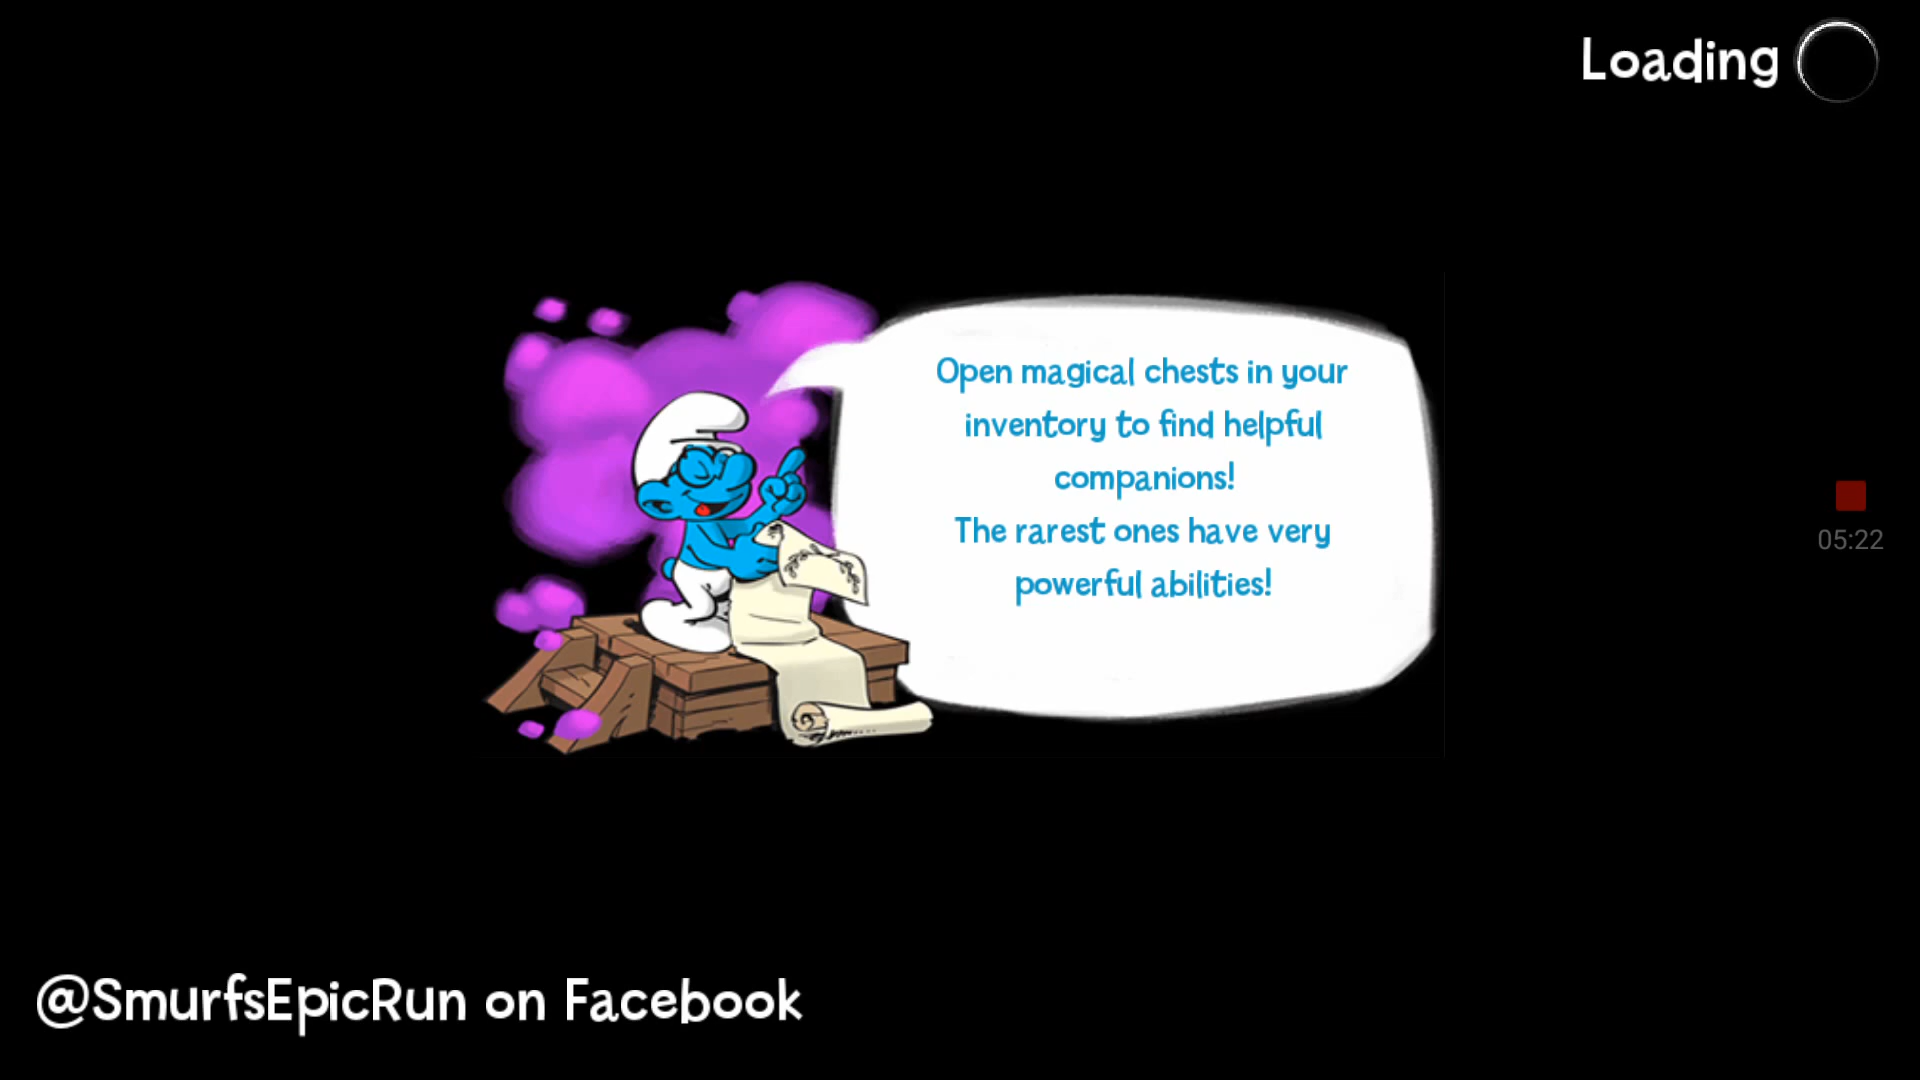 Loading
Open magical chests in your
inventory to find helpful
companions!
The rarest ones have very
powerful abilities!
05:22
@SmurfsEpicRun on Facebook